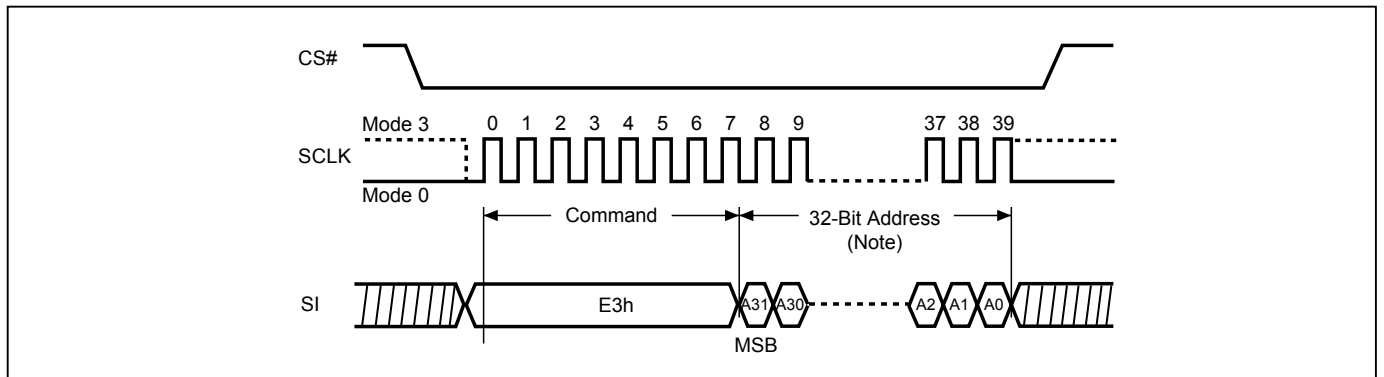 CS#
Mode 3
0 1 2 3 4 5 6 7 8 9 37 38 39
SCLK
Mode 0
Command
32-Bit Address
(Note)
SI
E3h
A31 A30 A2 A1 A0
MSB